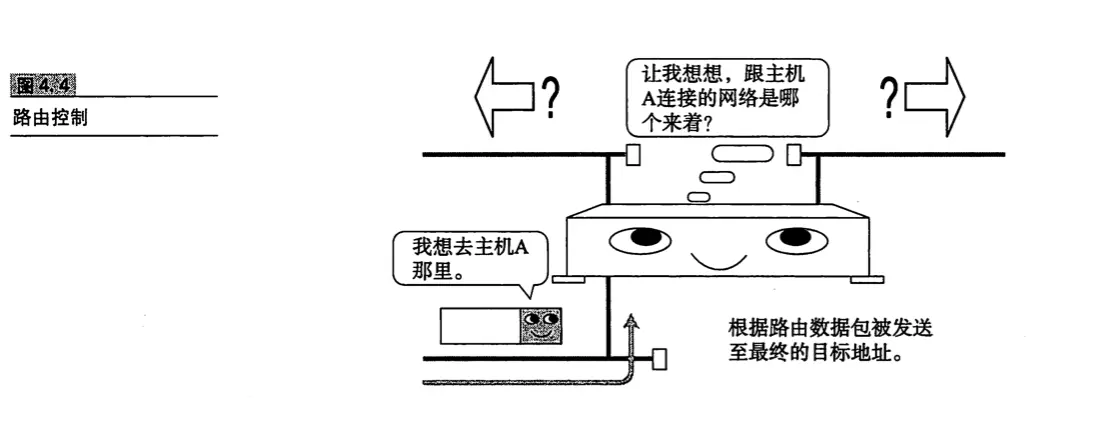 图4.4
路由控制
?
让我想想，跟主机
A连接的网络是哪
个来着？
?
我想去主机A
那里。
根据路由数据包被发送
至最终的目标地址。